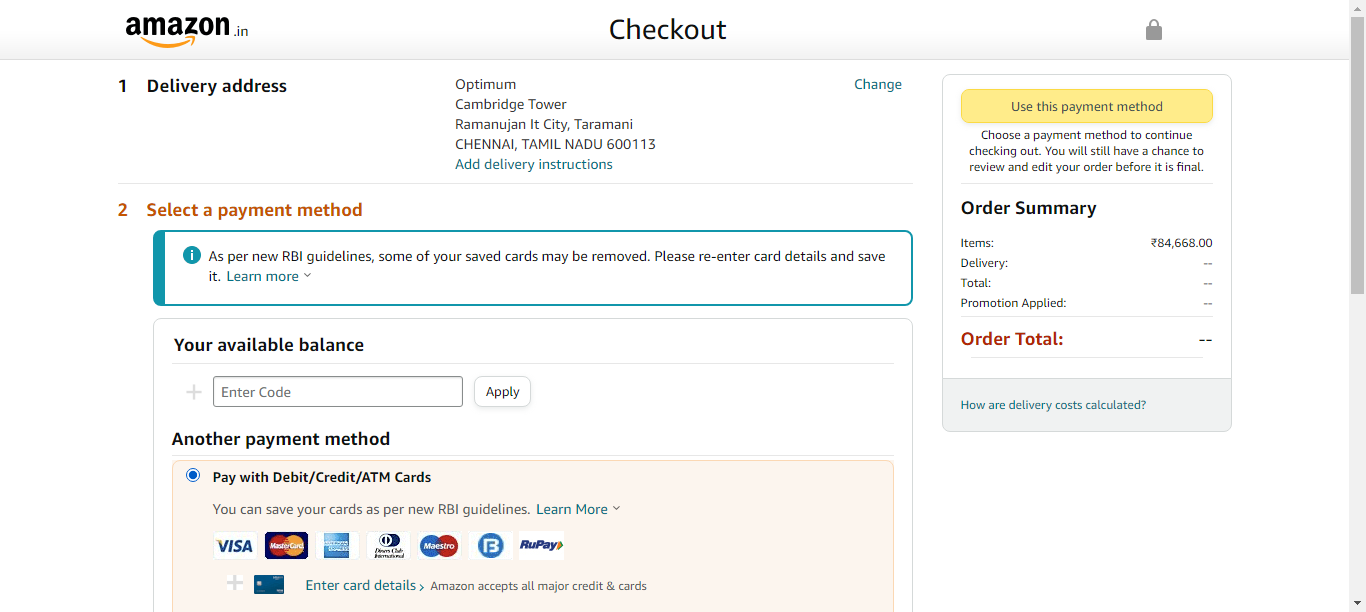 amazon.in
Checkout
1 Delivery address
Optimum
Cambridge Tower
Ramanujan It City, Taramani
CHENNAI, TAMIL NADU 600113
Add delivery instructions
Change
2 Select a payment method
As per new RBI guidelines, some of your saved cards may be removed. Please re-enter card details and save
it. Learn more
Your available balance
Enter Code
Apply
Another payment method
Pay with Debit/Credit/ATM Cards
You can save your cards as per new RBI guidelines. Learn More
VISA MasterCard AMERICAN EXPRESS Diners Club International Maestro B RuPay
Enter card details › Amazon accepts all major credit & cards
Use this payment method
Choose a payment method to continue
checking out. You will still have a chance to
review and edit your order before it is final.
Order Summary
Items: ₹84,668.00
Delivery: --
Total: --
Promotion Applied: --
Order Total: --
How are delivery costs calculated?